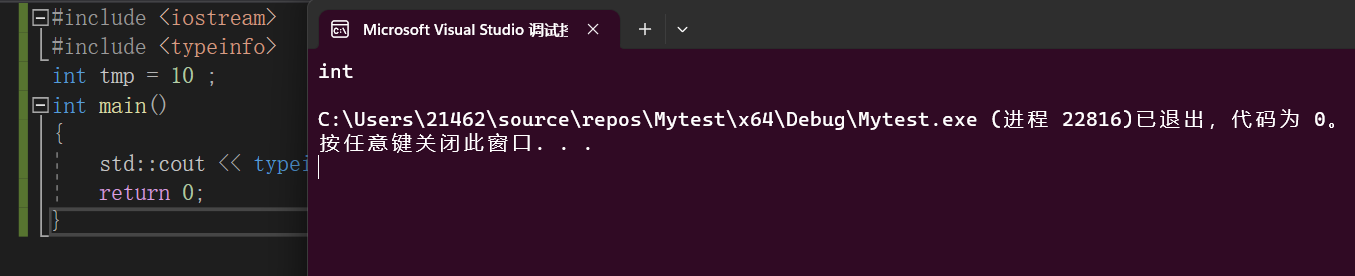 #include <iostream>
#include <typeinfo>
int tmp = 10 ;
int main()
{
std::cout << typei
return 0;
}
Microsoft Visual Studio 调试
int
C:\Users\21462\source\repos\Mytest\x64\Debug\Mytest.exe (进程 22816)已退出，代码为 0。
按任意键关闭此窗口. . .